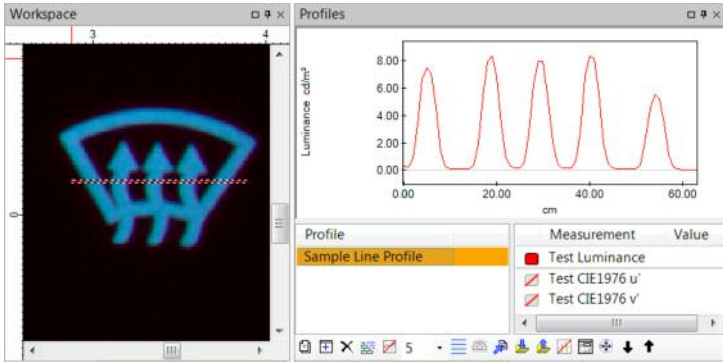 Workspace
3 4
0
Profiles
Luminance cd/m²
8.00
6.00
4.00
2.00
0.00
0.00 20.00 40.00 60.00
cm
Profile
Sample Line Profile
Measurement Value
Test Luminance
Test CIE1976 u'
Test CIE1976 v'
5